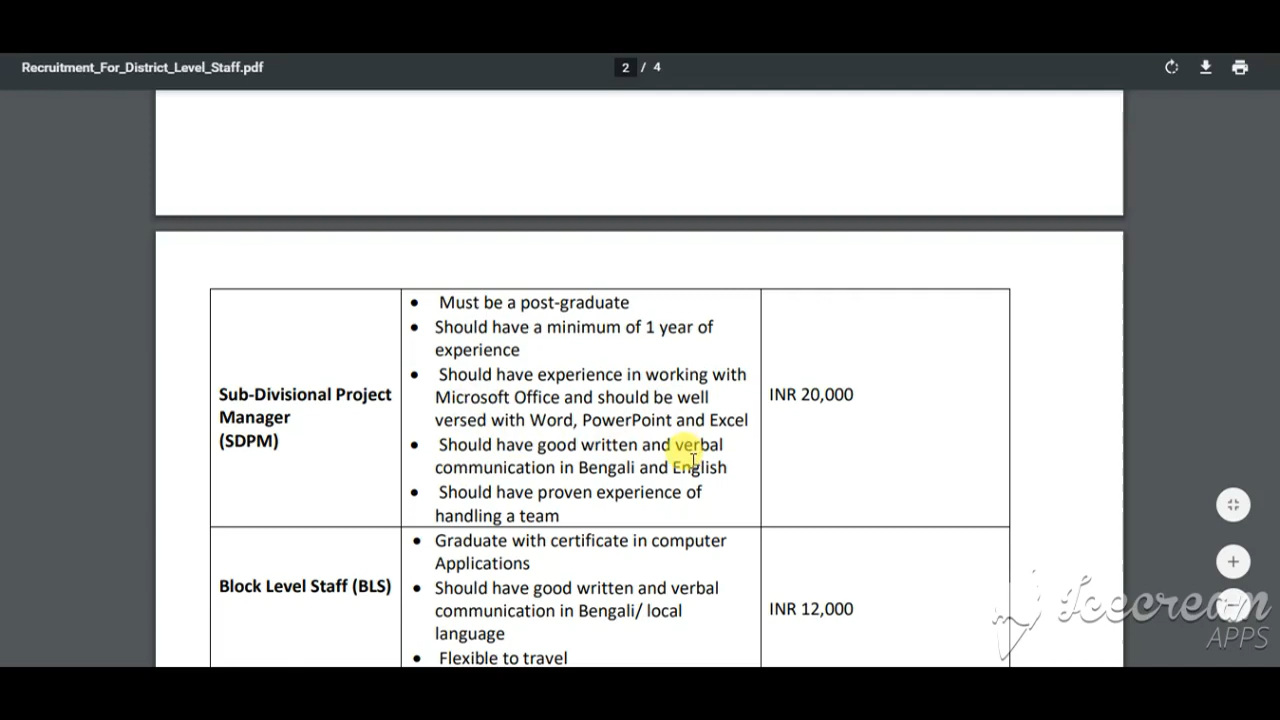 Recruitment_For_District_Level_Staff.pdf
2 / 4
• Must be a post-graduate
• Should have a minimum of 1 year of
experience
• Should have experience in working with
Microsoft Office and should be well
versed with Word, PowerPoint and Excel
• Should have good written and verbal
communication in Bengali and English
• Should have proven experience of
handling a team
Sub-Divisional Project
Manager
(SDPM)
INR 20,000
• Graduate with certificate in computer
Applications
• Should have good written and verbal
communication in Bengali/ local
language
• Flexible to travel
Block Level Staff (BLS)
INR 12,000
Icecream
APPS